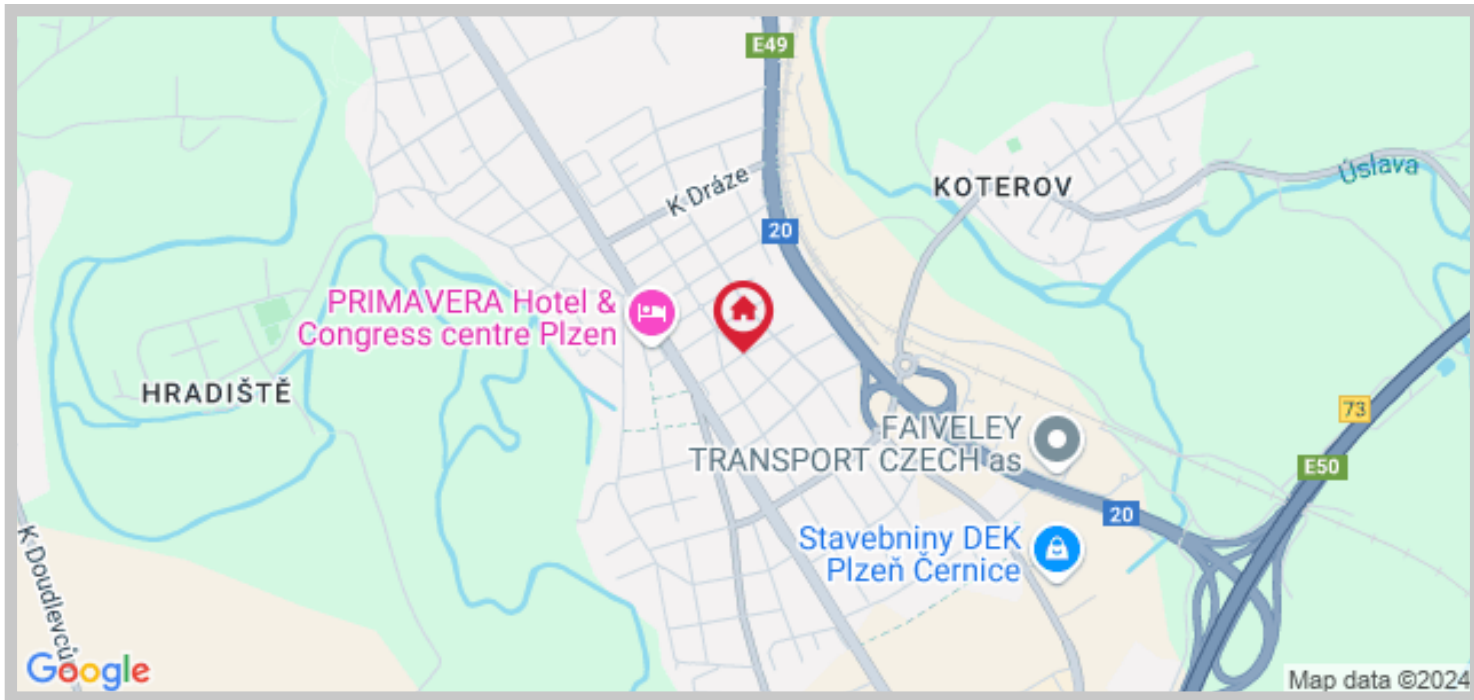 E49
K Dráze
KOTEROV
Úslava
20
PRIMAVERA Hotel &
Congress centre Plzen
HRADIŠTĚ
73
FAIVELEY
TRANSPORT CZECH as
E50
20
Stavebniny DEK
Plzeň Černice
K Doudlevcům
Google
Map data ©2024